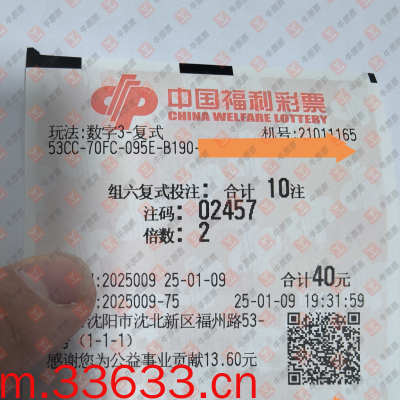 中国福利彩票
CHINA WELFARE LOTTERY
玩法:数字3-复式 机号:21011165
53CC-70FC-095E-B190-
组六复式投注: 合计 10注
注码: 02457
倍数: 2
:2025009 25-01-09 合计40元
:2025009-75 25-01-09 19:31:59
:沈阳市沈北新区福州路53-
号 (1-1-1)
感谢您为公益事业贡献13.60元
m.33633.cn